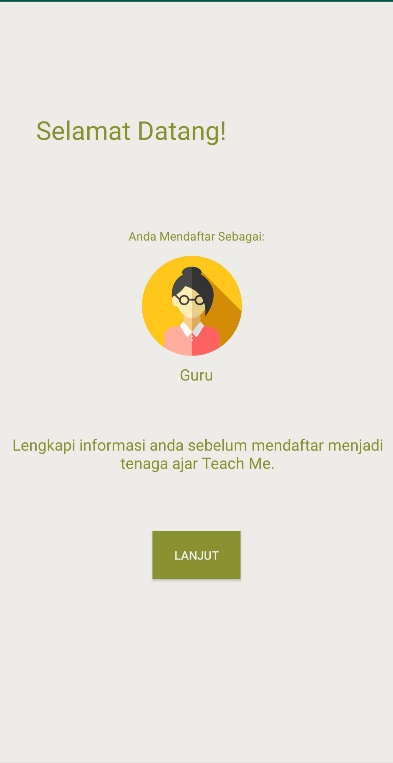 Selamat Datang!
Anda Mendaftar Sebagai:
Guru
Lengkapi informasi anda sebelum mendaftar menjadi
tenaga ajar Teach Me.
LANJUT